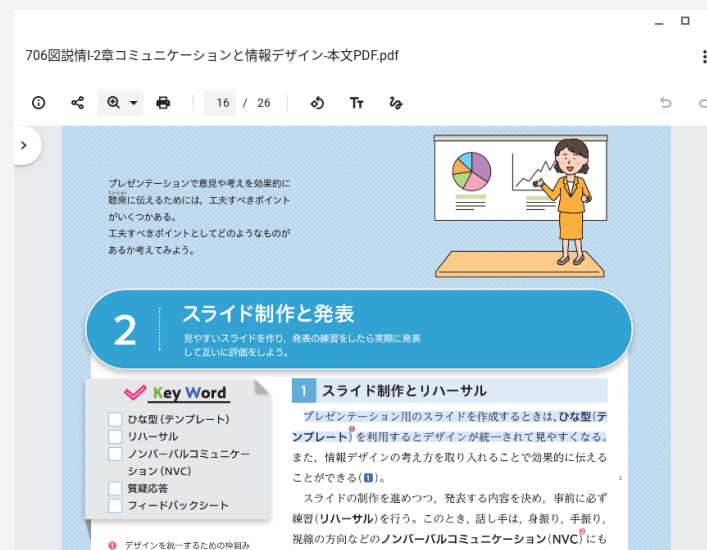 706図説情I-2章コミュニケーションと情報デザイン-本文PDF.pdf
16 / 26
Tт
プレゼンテーションで意見や考えを効果的に
聴衆に伝えるためには，工夫すべきポイント
がいくつかある。
工夫すべきポイントとしてどのようなものが
あるか考えてみよう。
2
スライド制作と発表
見やすいスライドを作り，発表の練習をしたら実際に発表
して互いに評価をしよう。
Key Word
ひな型（テンプレート）
リハーサル
ノンバーバルコミュニケー
ション（NVC）
質疑応答
フィードバックシート
❶ デザインを統一するための枠組み
1 スライド制作とリハーサル
プレゼンテーション用のスライドを作成するときは，ひな型（テ
ンプレート）❶を利用するとデザインが統一されて見やすくなる。
また，情報デザインの考え方を取り入れることで効果的に伝える
ことができる（1）。
スライドの制作を進めつつ，発表する内容を決め，事前に必ず
練習（リハーサル）を行う。このとき，話し手は，身振り，手振り，
視線の方向などのノンバーバルコミュニケーション（NVC）❷にも